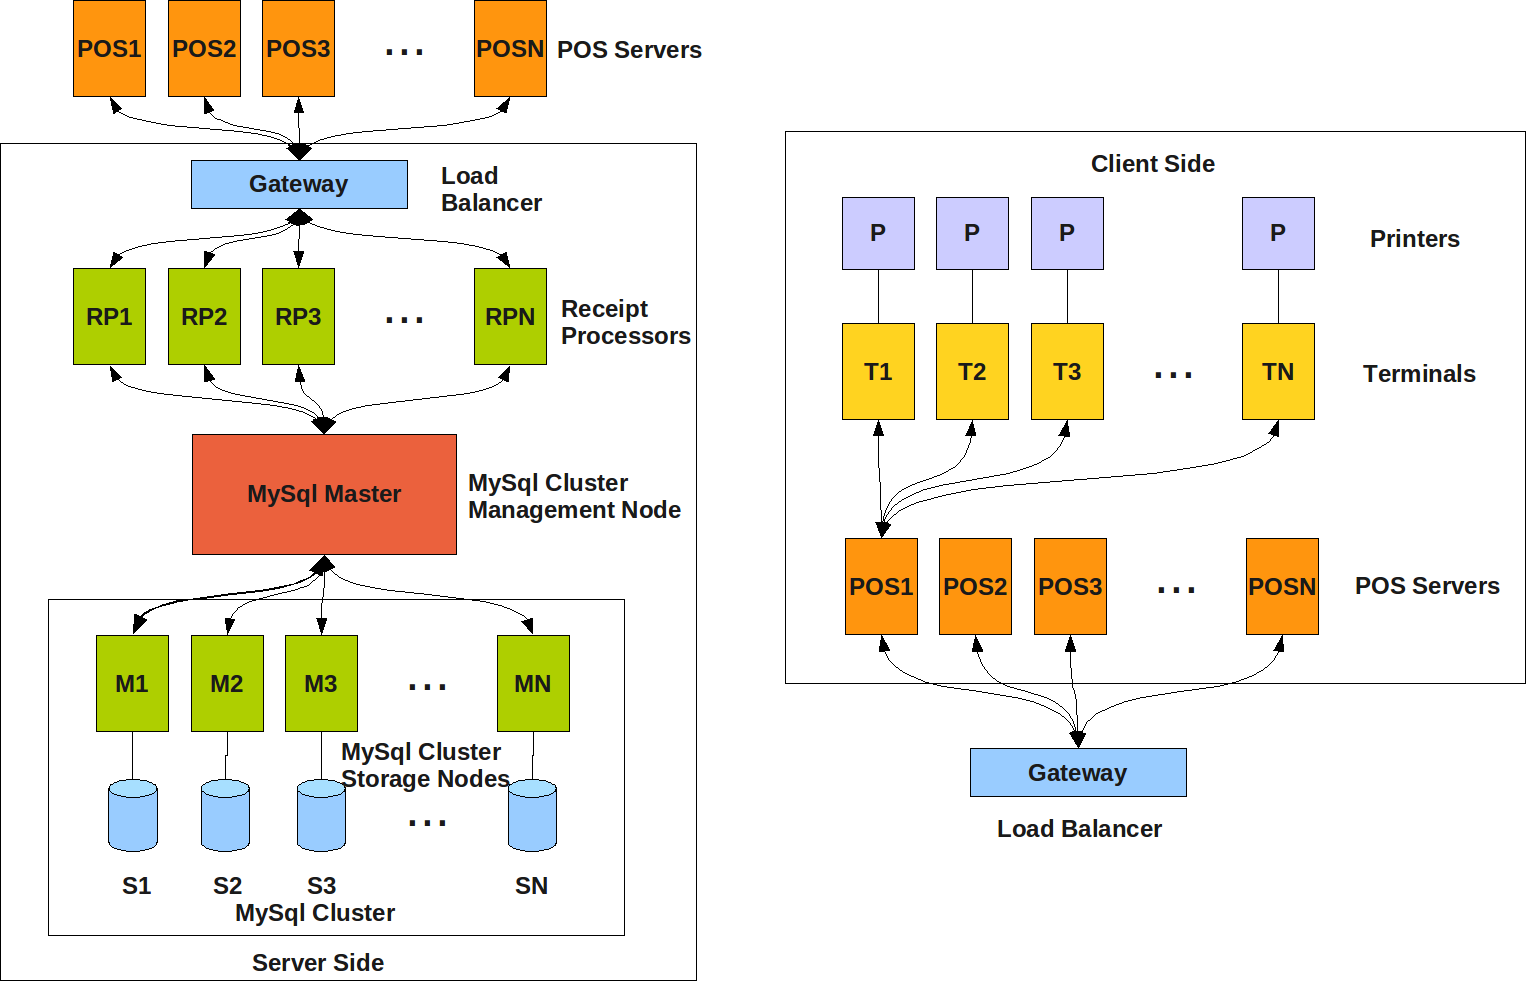 POS1 POS2 POS3 ... POSN POS Servers
Gateway
Load
Balancer
RP1 RP2 RP3 ... RPN
Receipt
Processors
MySql Master
MySql Cluster
Management Node
M1 M2 M3 ... MN
MySql Cluster
Storage Nodes
...
S1 S2 S3 SN
MySql Cluster
Server Side
Client Side
P P P P Printers
T1 T2 T3 ... TN Terminals
POS1 POS2 POS3 ... POSN POS Servers
Gateway
Load Balancer